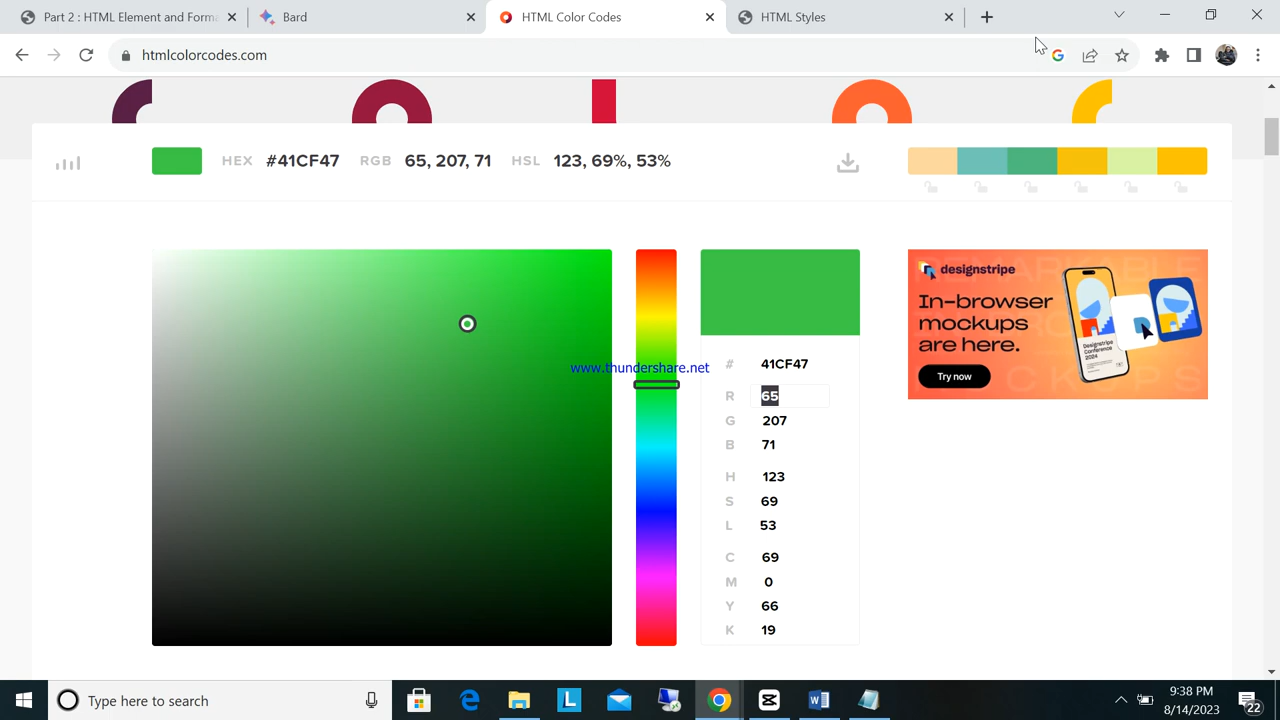 Part 2 : HTML Element and Forma
Bard
HTML Color Codes
HTML Styles
htmlcolorcodes.com
HEX #41CF47 RGB 65, 207, 71 HSL 123, 69%, 53%
designstripe
In-browser
mockups
are here.
Try now
Designstripe
Conference
2024
www.thundershare.net
# 41CF47
R 65
G 207
B 71
H 123
S 69
L 53
C 69
M 0
Y 66
K 19
Type here to search
9:38 PM
8/14/2023
22